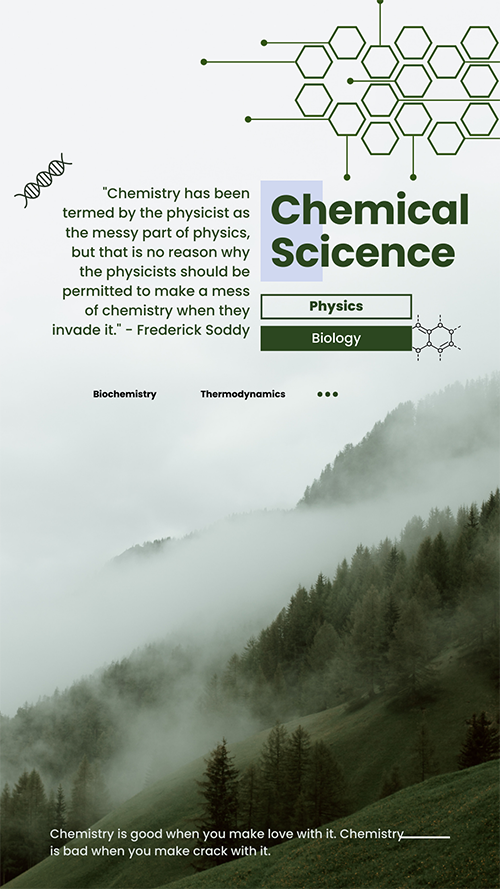 "Chemistry has been
termed by the physicist as
the messy part of physics,
but that is no reason why
the physicists should be
permitted to make a mess
of chemistry when they
invade it." - Frederick Soddy
Chemical
Scicence
Physics
Biology
Biochemistry
Thermodynamics
Chemistry is good when you make love with it. Chemistry
is bad when you make crack with it.